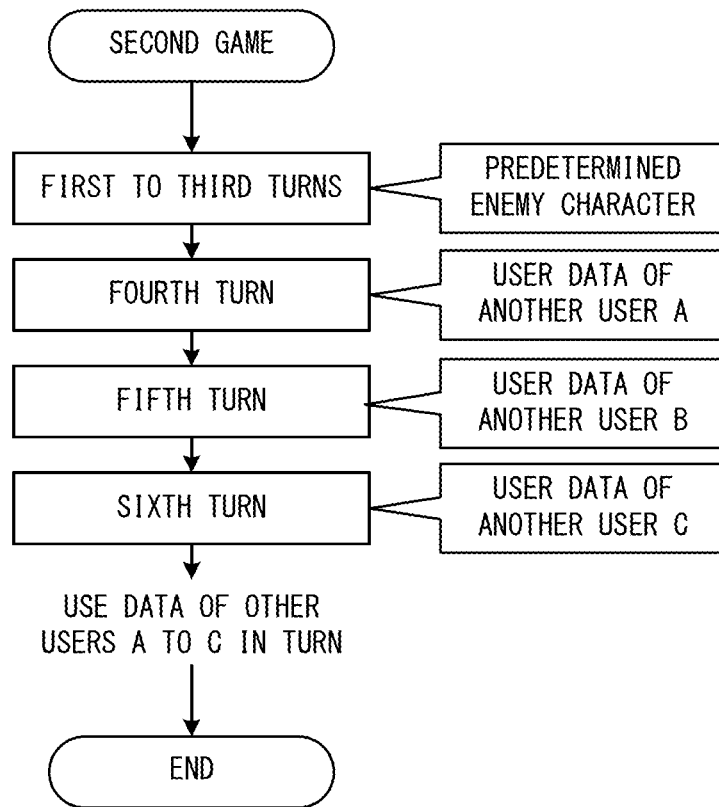 SECOND GAME
FIRST TO THIRD TURNS
PREDETERMINED
ENEMY CHARACTER
FOURTH TURN
USER DATA OF
ANOTHER USER A
FIFTH TURN
USER DATA OF
ANOTHER USER B
SIXTH TURN
USER DATA OF
ANOTHER USER C
USE DATA OF OTHER
USERS A TO C IN TURN
END